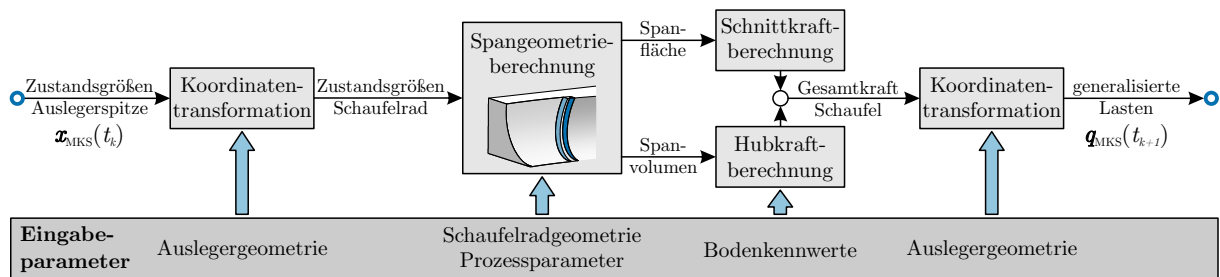 Zustandsgrößen
Auslegerspitze
x_MKS(t_k)
Koordinaten-
transformation
Zustandsgrößen
Schaufelrad
Spangeometrie-
berechnung
Span-
fläche
Span-
volumen
Schnittkraft-
berechnung
Hubkraft-
berechnung
Gesamtkraft
Schaufel
Koordinaten-
transformation
generalisierte
Lasten
q_MKS(t_k+1)
Eingabe-
parameter
Auslegergeometrie
Schaufelradgeometrie
Prozessparameter
Bodenkennwerte
Auslegergeometrie